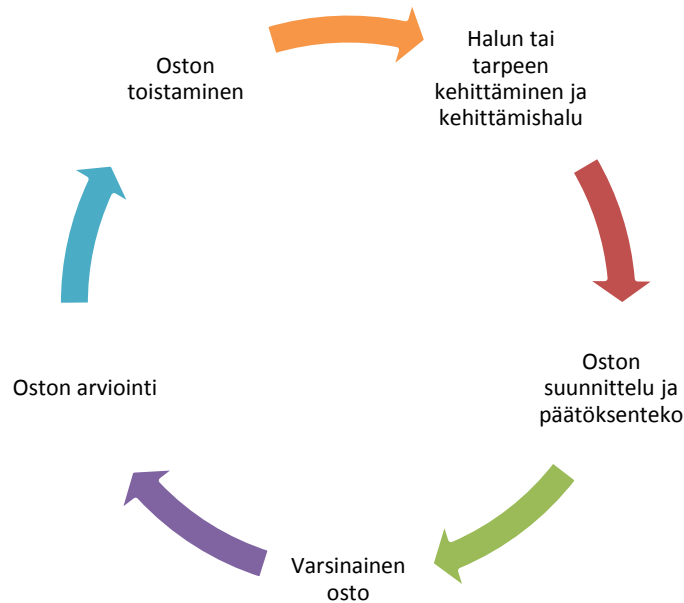 Halun tai
tarpeen
kehittäminen ja
kehittämishalu
Oston
suunnittelu ja
päätöksenteko
Varsinainen
osto
Oston arviointi
Oston
toistaminen